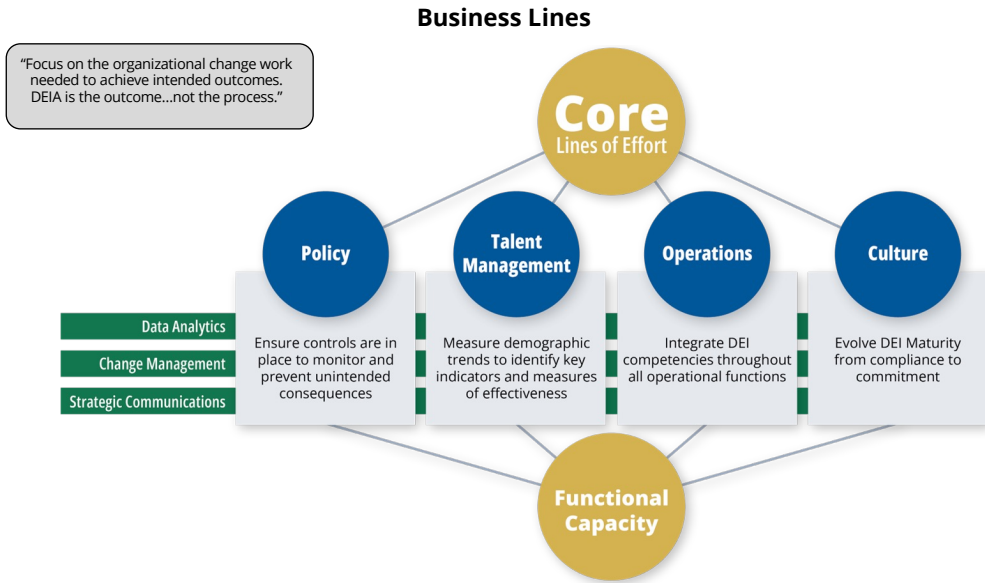 Business Lines
“Focus on the organizational change work
needed to achieve intended outcomes.
DEIA is the outcome...not the process.”
Core
Lines of Effort
Policy
Talent
Management
Operations
Culture
Data Analytics
Change Management
Strategic Communications
Ensure controls are in
place to monitor and
prevent unintended
consequences
Measure demographic
trends to identify key
indicators and measures
of effectiveness
Integrate DEI
competencies throughout
all operational functions
Evolve DEI Maturity
from compliance to
commitment
Functional
Capacity